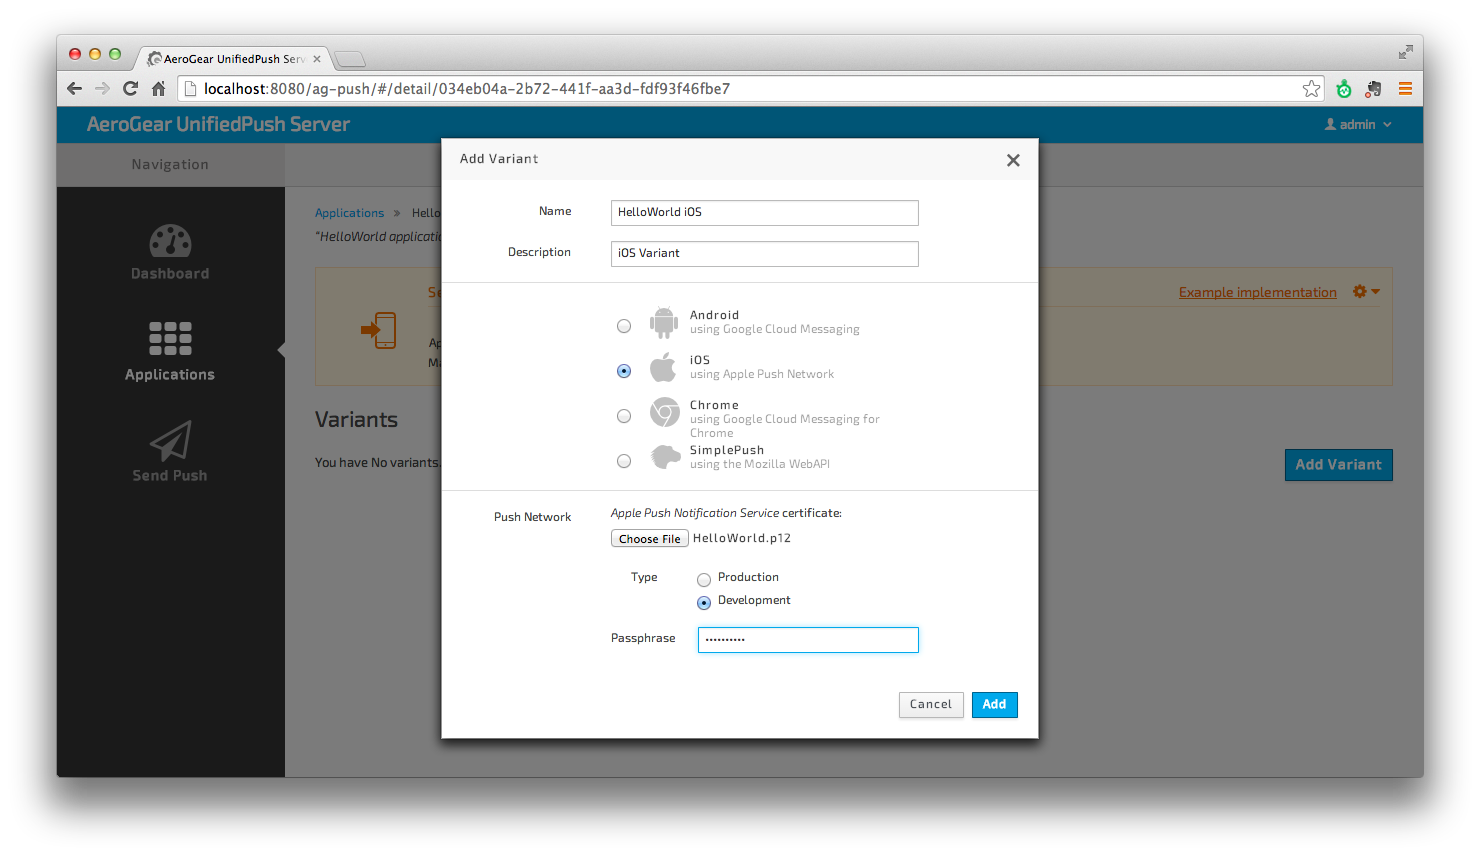 AeroGear UnifiedPush Serv
localhost:8080/ag-push/#/detail/034eb04a-2b72-441f-aa3d-fdf93f46fbe7
AeroGear UnifiedPush Server
admin
Navigation
Dashboard
Applications
Send Push
Applications » Hello
"HelloWorld applicatio
Se
Example implementation
Ap
M
Variants
You have No variants.
Add Variant
Add Variant
Name
HelloWorld iOS
Description
iOS Variant
Android
using Google Cloud Messaging
iOS
using Apple Push Network
Chrome
using Google Cloud Messaging for
Chrome
SimplePush
using the Mozilla WebAPI
Push Network
Apple Push Notification Service certificate:
Choose File HelloWorld.p12
Type
Production
Development
Passphrase
••••••••••
Cancel
Add